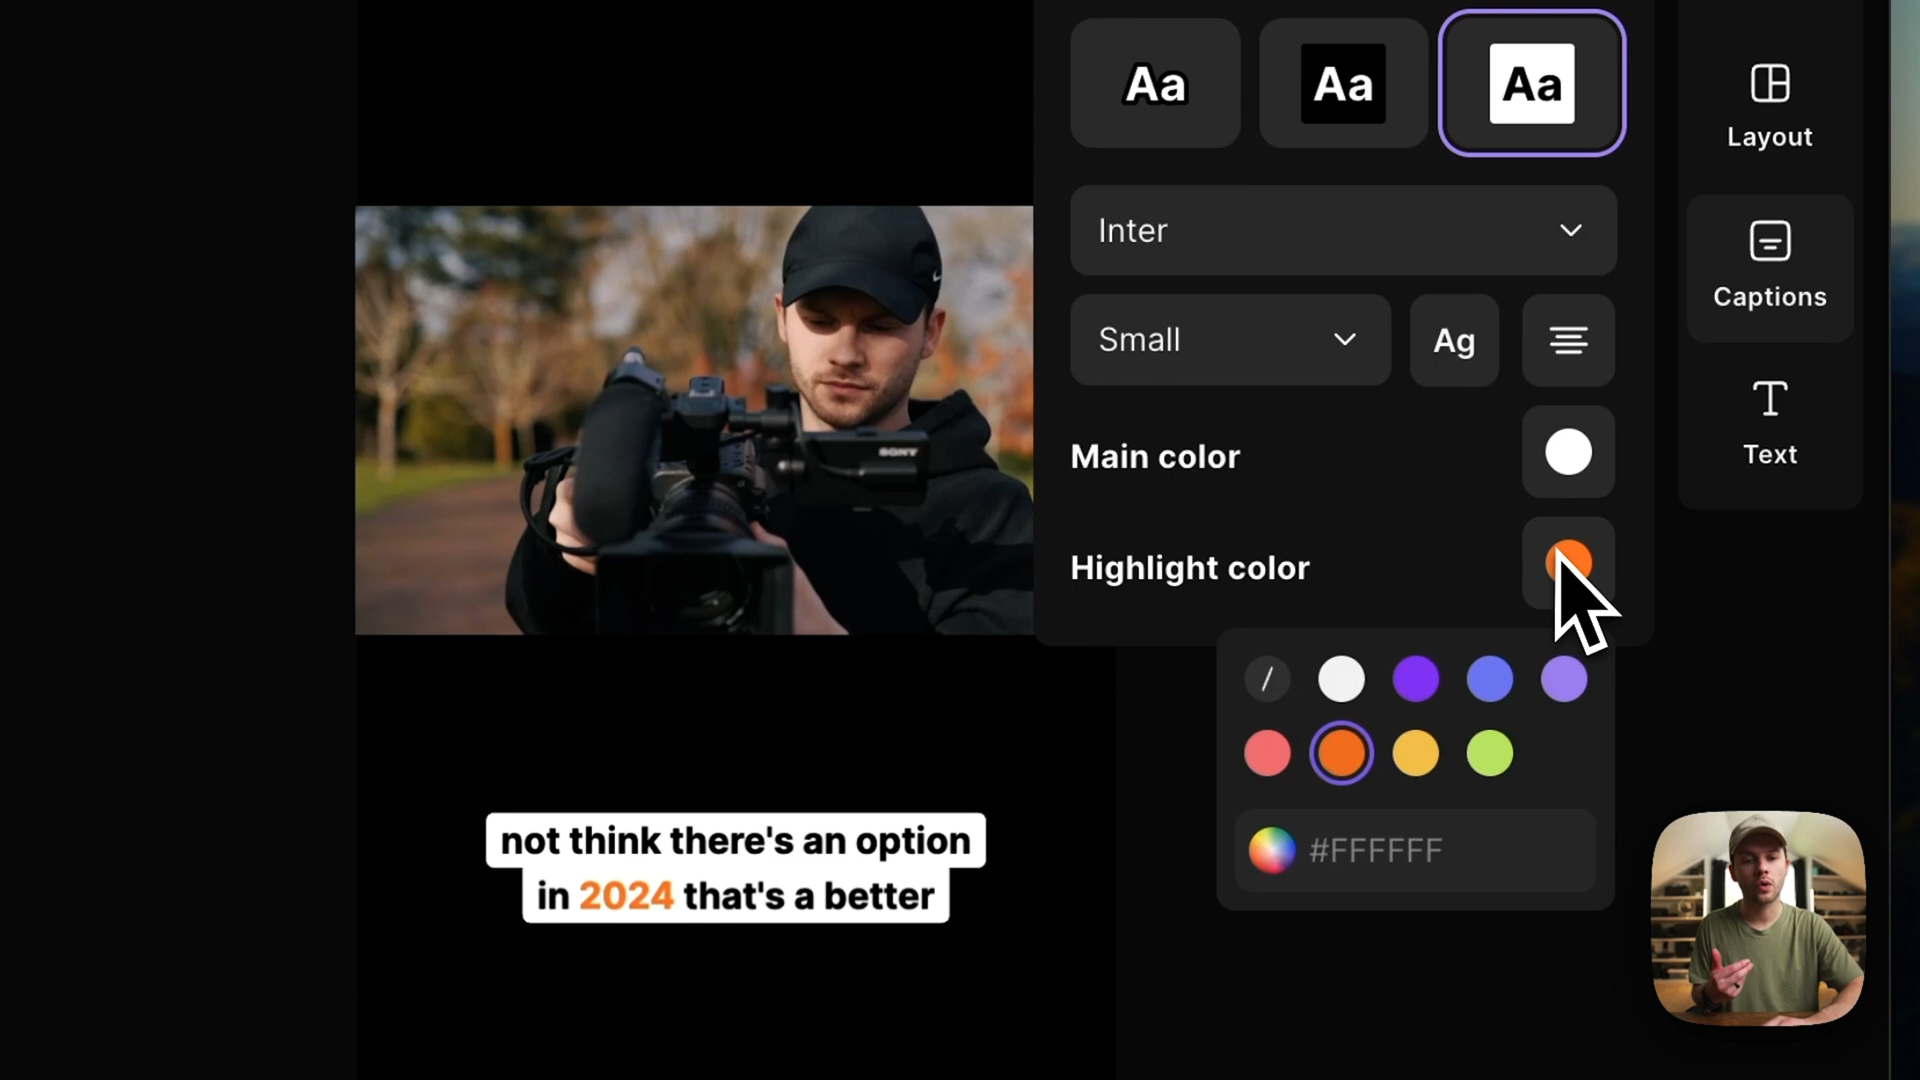 Aa
Aa
Aa
Inter
Small
Ag
Main color
Highlight color
/
#FFFFFF
Layout
Captions
Text
SONY
not think there's an option
in 2024 that's a better